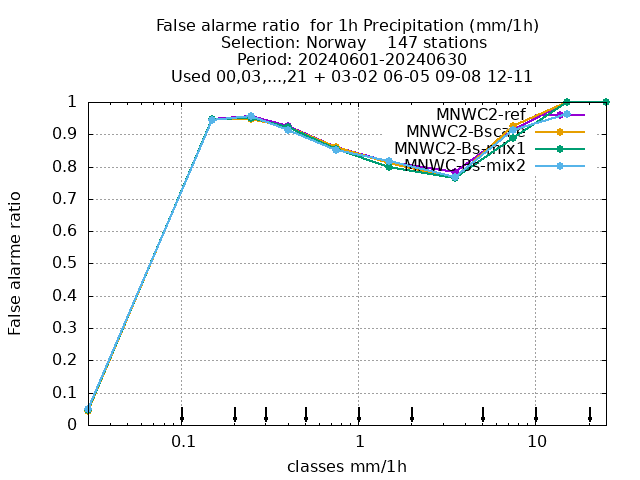 False alarme ratio  for 1h Precipitation (mm/1h)
Selection: Norway    147 stations
Period: 20240601-20240630
Used 00,03,...,21 + 03-02 06-05 09-08 12-11
MNWC2-ref
MNWC2-Bscale
MNWC2-Bs-mix1
MNWC-Bs-mix2
1
0.9
0.8
0.7
0.6
0.5
0.4
0.3
0.2
0.1
0
False alarme ratio
0.1
1
10
classes mm/1h